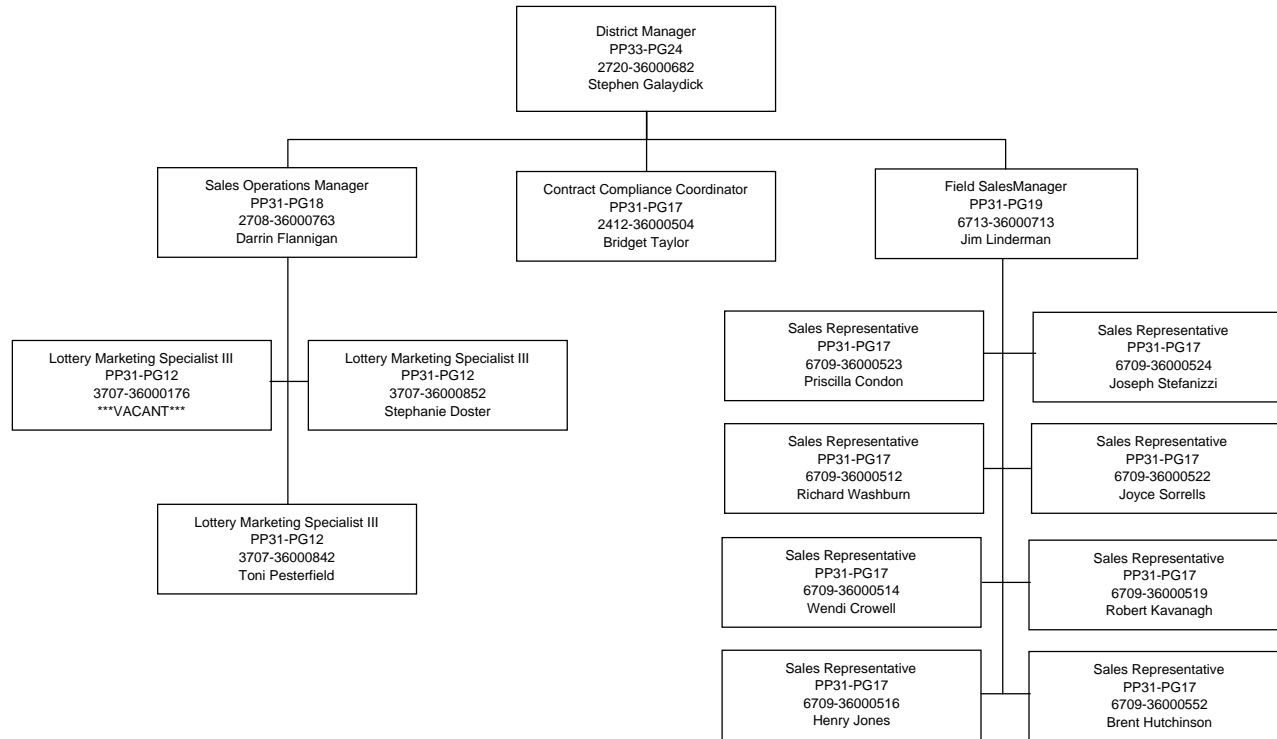 District Manager
PP33-PG24
2720-36000682
Stephen Galaydick
Sales Operations Manager
PP31-PG18
2708-36000763
Darrin Flannigan
Contract Compliance Coordinator
PP31-PG17
2412-36000504
Bridget Taylor
Field SalesManager
PP31-PG19
6713-36000713
Jim Linderman
Lottery Marketing Specialist III
PP31-PG12
3707-36000176
***VACANT***
Lottery Marketing Specialist III
PP31-PG12
3707-36000852
Stephanie Doster
Lottery Marketing Specialist III
PP31-PG12
3707-36000842
Toni Pesterfield
Sales Representative
PP31-PG17
6709-36000523
Priscilla Condon
Sales Representative
PP31-PG17
6709-36000524
Joseph Stefanizzi
Sales Representative
PP31-PG17
6709-36000512
Richard Washburn
Sales Representative
PP31-PG17
6709-36000522
Joyce Sorrells
Sales Representative
PP31-PG17
6709-36000514
Wendi Crowell
Sales Representative
PP31-PG17
6709-36000519
Robert Kavanagh
Sales Representative
PP31-PG17
6709-36000516
Henry Jones
Sales Representative
PP31-PG17
6709-36000552
Brent Hutchinson